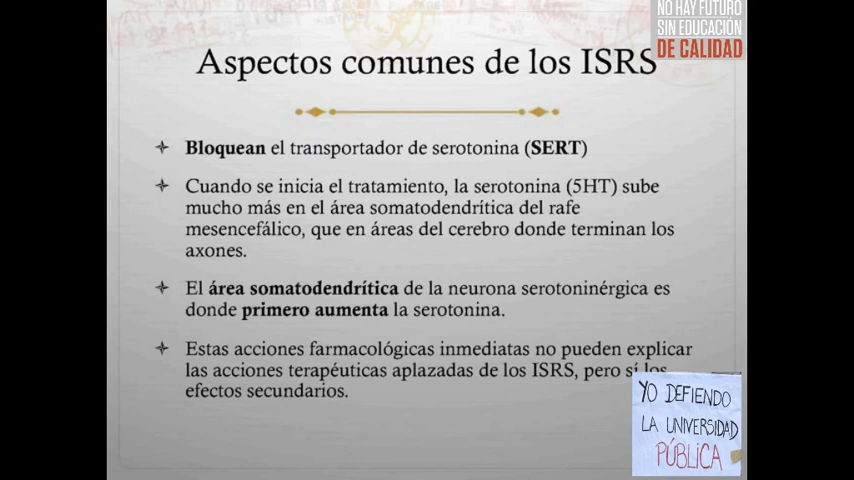 NO HAY FUTURO
SIN EDUCACIÓN
DE CALIDAD
Aspectos comunes de los ISRS
Bloquean el transportador de serotonina (SERT)
Cuando se inicia el tratamiento, la serotonina (5HT) sube
mucho más en el área somatodendrítica del rafe
mesencefálico, que en áreas del cerebro donde terminan los
axones.
El área somatodendrítica de la neurona serotoninérgica es
donde primero aumenta la serotonina.
Estas acciones farmacológicas inmediatas no pueden explicar
las acciones terapéuticas aplazadas de los ISRS, pero sí los
efectos secundarios.
YO DEFIENDO
LA UNIVERSIDAD
PÚBLICA